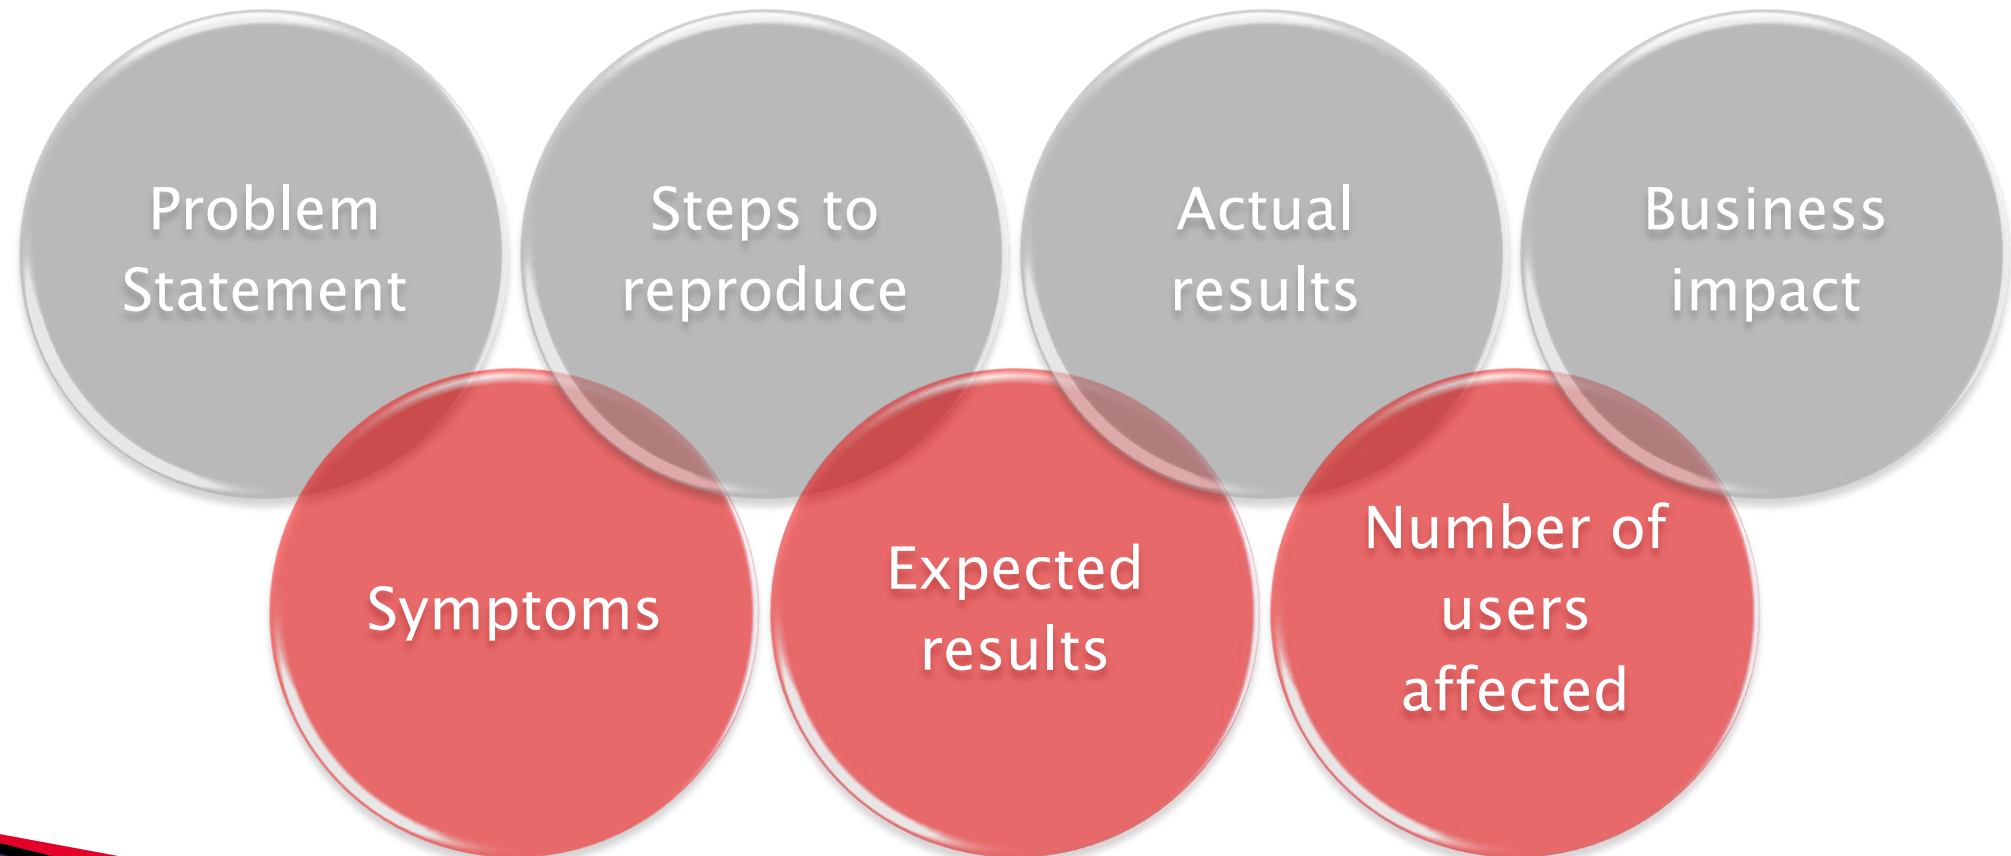 Problem
Statement
Symptoms
Steps to
reproduce
Expected
results
Actual
results
Number of
users
affected
Business
impact